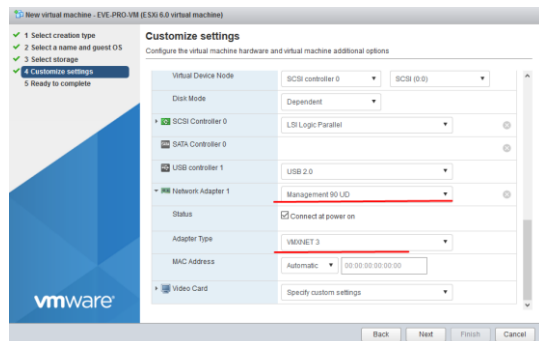 New virtual machine - EVE-PRO-VM (ESXi 6.0 virtual machine)
1 Select creation type
2 Select a name and guest OS
3 Select storage
4 Customize settings
5 Ready to complete
Customize settings
Configure the virtual machine hardware and virtual machine additional options
Virtual Device Node SCSI controller 0 SCSI (0:0)
Disk Mode Dependent
SCSI Controller 0 LSI Logic Parallel
SATA Controller 0
USB controller 1 USB 2.0
Network Adapter 1 Management 90 UD
Status Connect at power on
Adapter Type VMXNET 3
MAC Address Automatic 00:00:00:00:00:00
Video Card Specify custom settings
vmware
Back Next Finish Cancel